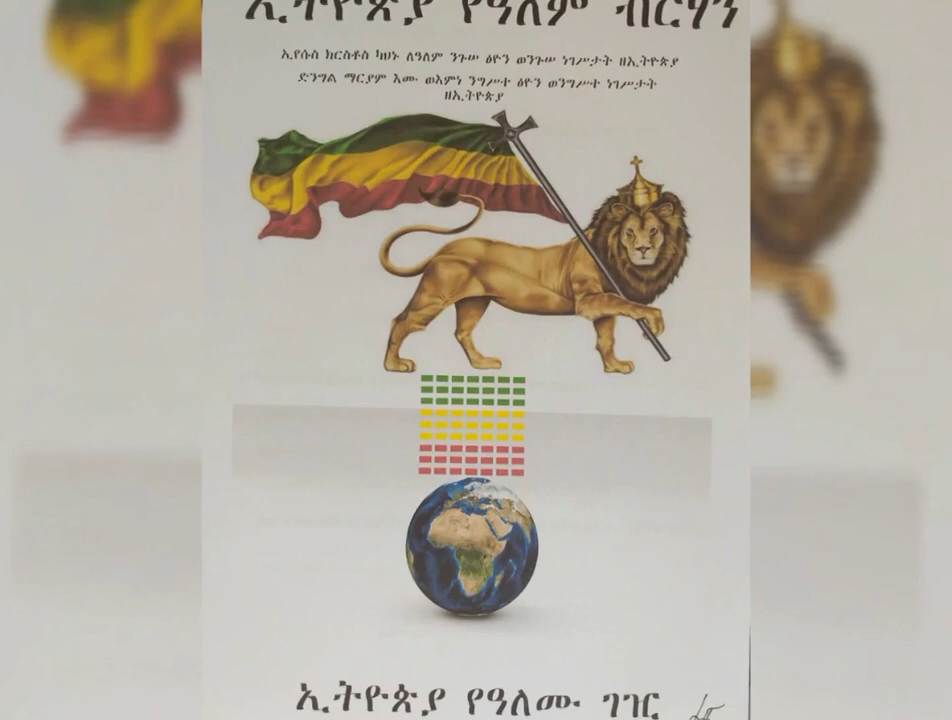 ኢትዮጵያ የዓለም ብርሃን
ኢየሱስ ክርስቶስ ካህኑ ለዓለም ንጉሠ ፅዮን ወንጉሠ ነገሥታት ዘኢትዮጵያ
ድንግል ማርያም እሙ ወእምነ ንግሥተ ፅዮን ወንግሥተ ነገሥታት
ዘኢትዮጵያ
ኢትዮጵያ የዓለሙ ገዢ